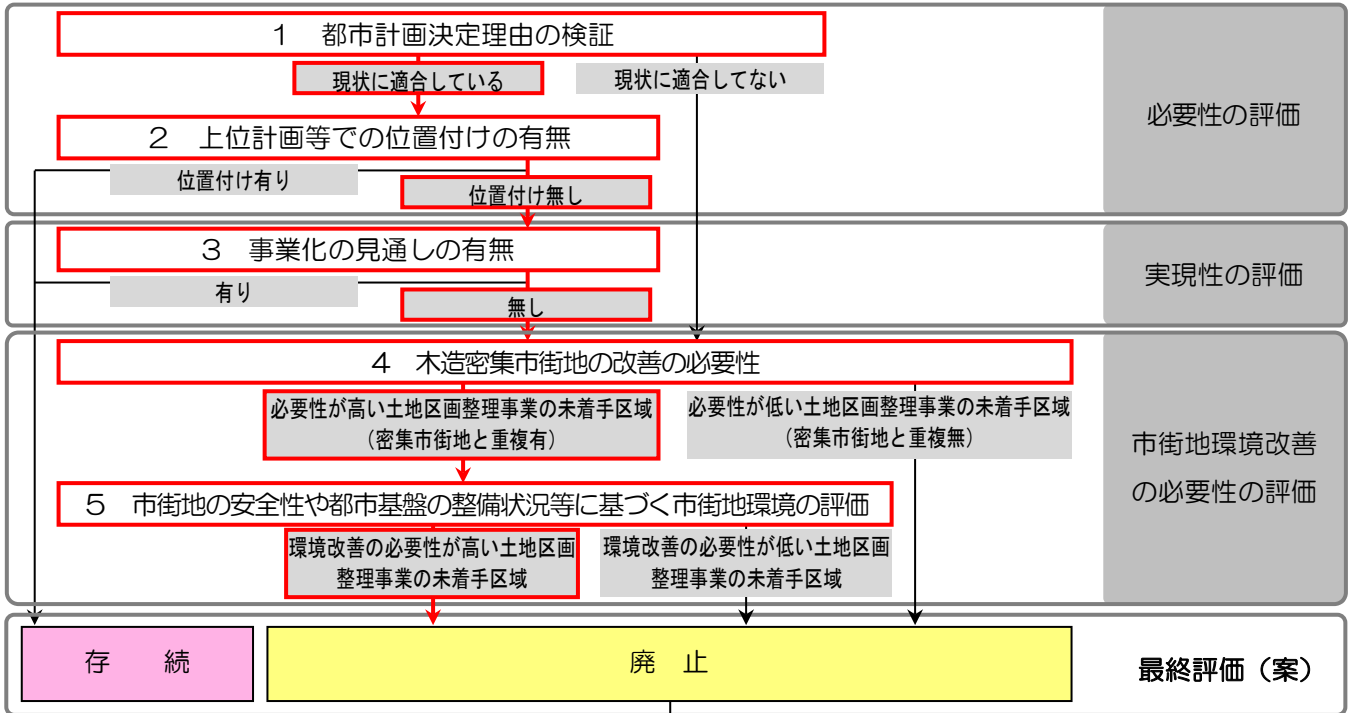 1 都市計画決定理由の検証
現状に適合している
現状に適合してない
2 上位計画等での位置付けの有無
位置付け有り
位置付け無し
必要性の評価
3 事業化の見通しの有無
有り
無し
実現性の評価
4 木造密集市街地の改善の必要性
必要性が高い土地区画整理事業の未着手区域
(密集市街地と重複有)
必要性が低い土地区画整理事業の未着手区域
(密集市街地と重複無)
5 市街地の安全性や都市基盤の整備状況等に基づく市街地環境の評価
環境改善の必要性が高い土地区画
整理事業の未着手区域
環境改善の必要性が低い土地区画
整理事業の未着手区域
市街地環境改善
の必要性の評価
存 続
廃 止
最終評価(案)